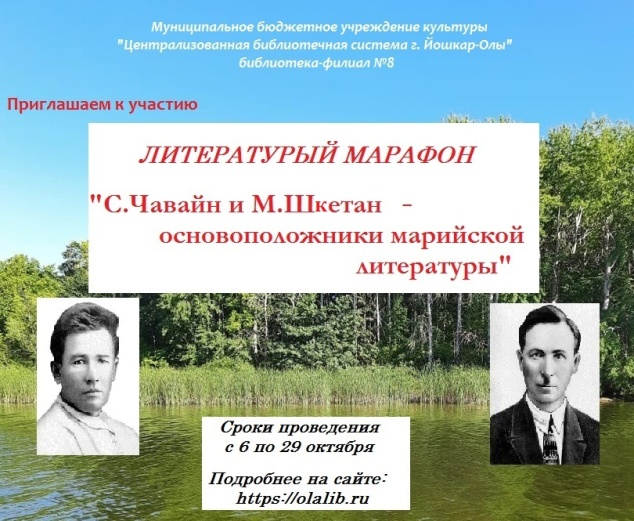 Муниципальное бюджетное учреждение культуры
"Централизованная библиотечная система г. Йошкар-Олы"
библиотека-филиал №8
Приглашаем к участию
ЛИТЕРАТУРЫЙ МАРАФОН
"С.Чавайн и М.Шкетан -
основоположники марийской
литературы"
Сроки проведения
с 6 по 29 октября
Подробнее на сайте:
https://olalib.ru